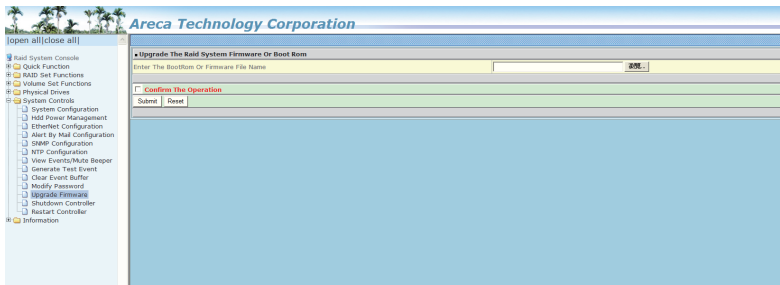 Areca Technology Corporation
|open all|close all|
Raid System Console
Quick Function
RAID Set Functions
Volume Set Functions
Physical Drives
System Controls
System Configuration
Hdd Power Management
EtherNet Configuration
Alert By Mail Configuration
SNMP Configuration
NTP Configuration
View Events/Mute Beeper
Generate Test Event
Clear Event Buffer
Modify Password
Upgrade Firmware
Shutdown Controller
Restart Controller
Information
Upgrade The Raid System Firmware Or Boot Rom
Enter The BootRom Or Firmware File Name
瀏覽...
Confirm The Operation
Submit Reset